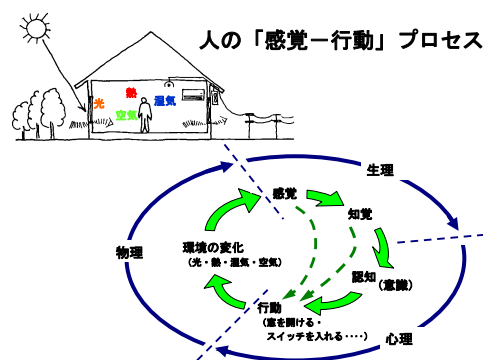 人の「感覚－行動」プロセス
熱
光
湿気
空気
生理
感覚
知覚
物理
環境の変化
(光・熱・湿気・空気)
認知
(意識)
行動
(窓を開ける・
スイッチを入れる‥‥)
心理